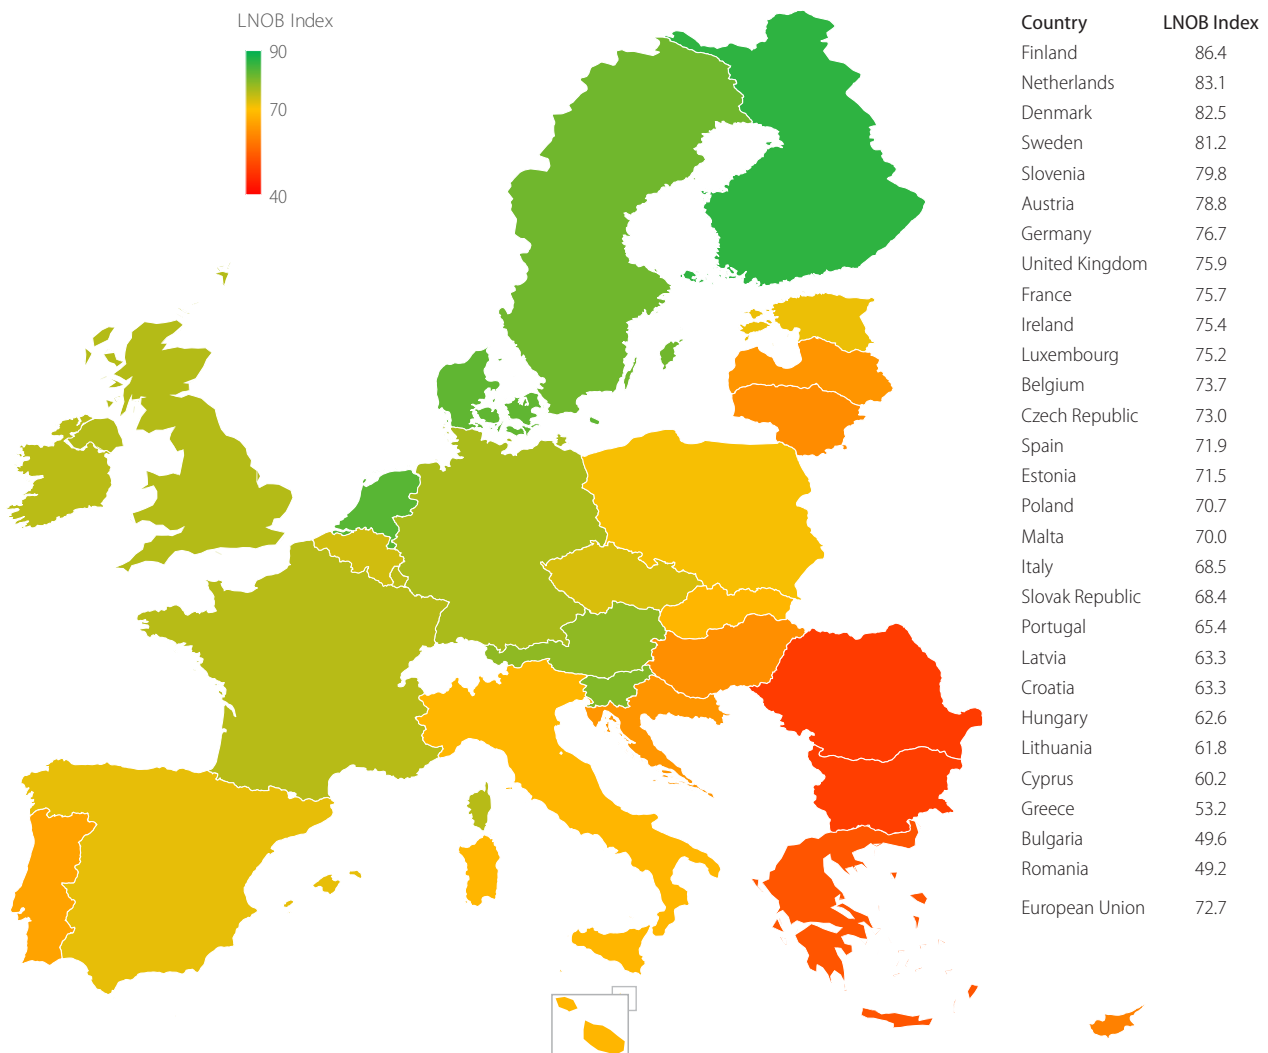 LNOB Index
90
70
40
Country LNOB Index
Finland 86.4
Netherlands 83.1
Denmark 82.5
Sweden 81.2
Slovenia 79.8
Austria 78.8
Germany 76.7
United Kingdom 75.9
France 75.7
Ireland 75.4
Luxembourg 75.2
Belgium 73.7
Czech Republic 73.0
Spain 71.9
Estonia 71.5
Poland 70.7
Malta 70.0
Italy 68.5
Slovak Republic 68.4
Portugal 65.4
Latvia 63.3
Croatia 63.3
Hungary 62.6
Lithuania 61.8
Cyprus 60.2
Greece 53.2
Bulgaria 49.6
Romania 49.2
European Union 72.7